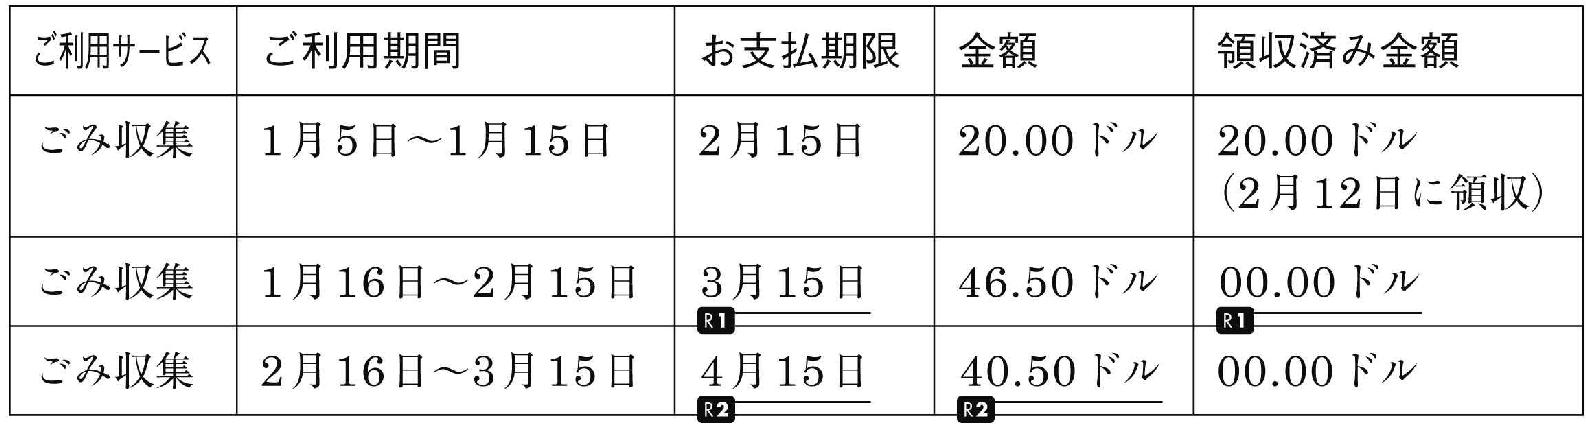 ご利用サービス ご利用期間 お支払期限 金額 領収済み金額
ごみ収集 1月5日～1月15日 2月15日 20.00ドル 20.00ドル
（2月12日に領収）
ごみ収集 1月16日～2月15日 3月15日 46.50ドル 00.00ドル
R1 R1
ごみ収集 2月16日～3月15日 4月15日 40.50ドル 00.00ドル
R2 R2